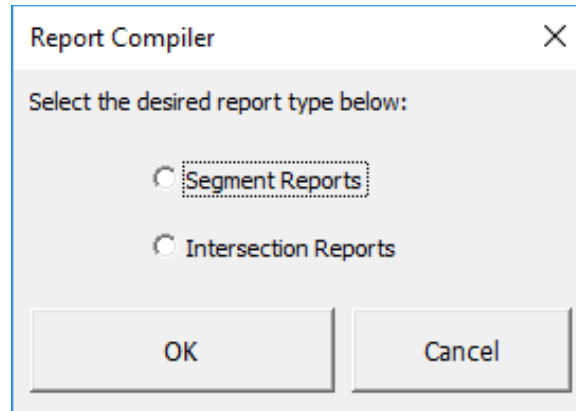 Report Compiler
Select the desired report type below:
Segment Reports
Intersection Reports
OK
Cancel